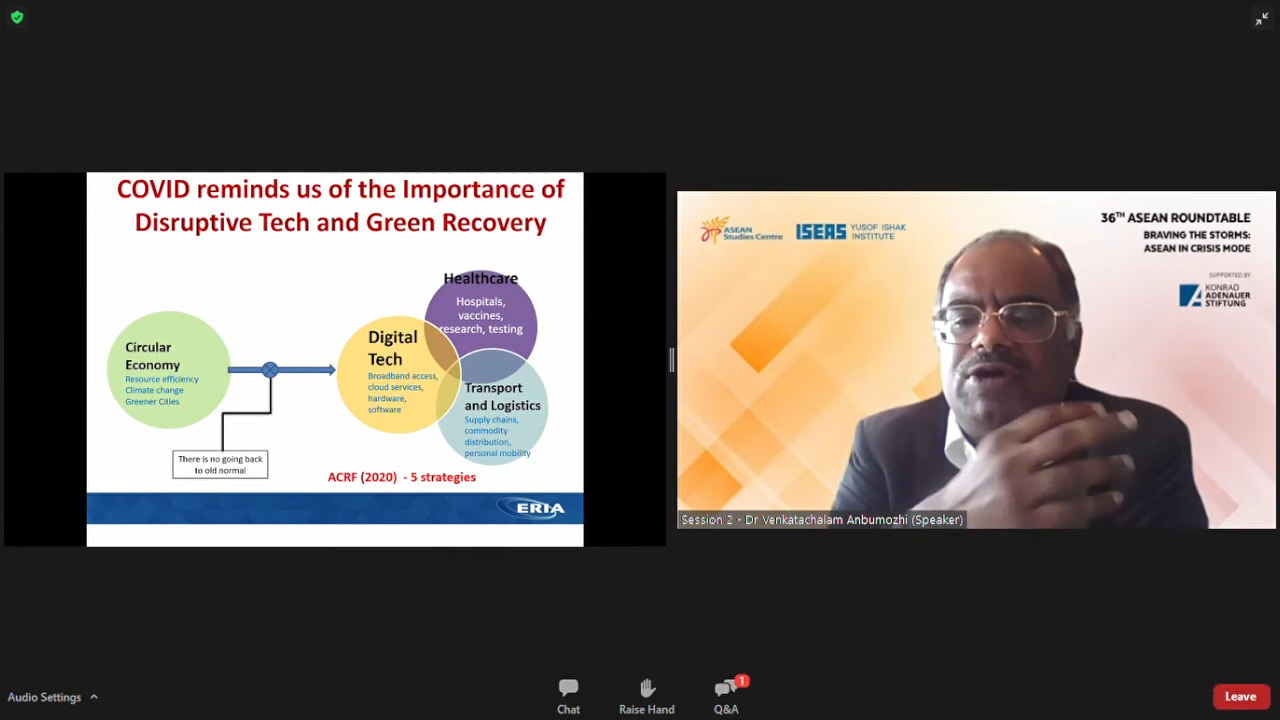 COVID reminds us of the Importance of
Disruptive Tech and Green Recovery
Healthcare
Hospitals,
vaccines,
research, testing
Digital
Tech
Broadband access,
cloud services,
hardware,
software
Circular
Economy
Resource efficiency
Climate change
Greener Cities
Transport
and Logistics
Supply chains,
commodity
distribution,
personal mobility
There is no going back
to old normal
ACRF (2020) - 5 strategies
ERIA
ASEAN
Studies Centre
ISEAS YUSOF ISHAK
INSTITUTE
36TH ASEAN ROUNDTABLE
BRAVING THE STORMS:
ASEAN IN CRISIS MODE
SUPPORTED BY
KONRAD
ADENAUER
STIFTUNG
Session 2 - Dr Venkatachalam Anbumozhi (Speaker)
Audio Settings
Chat
Raise Hand
1
Q&A
Leave